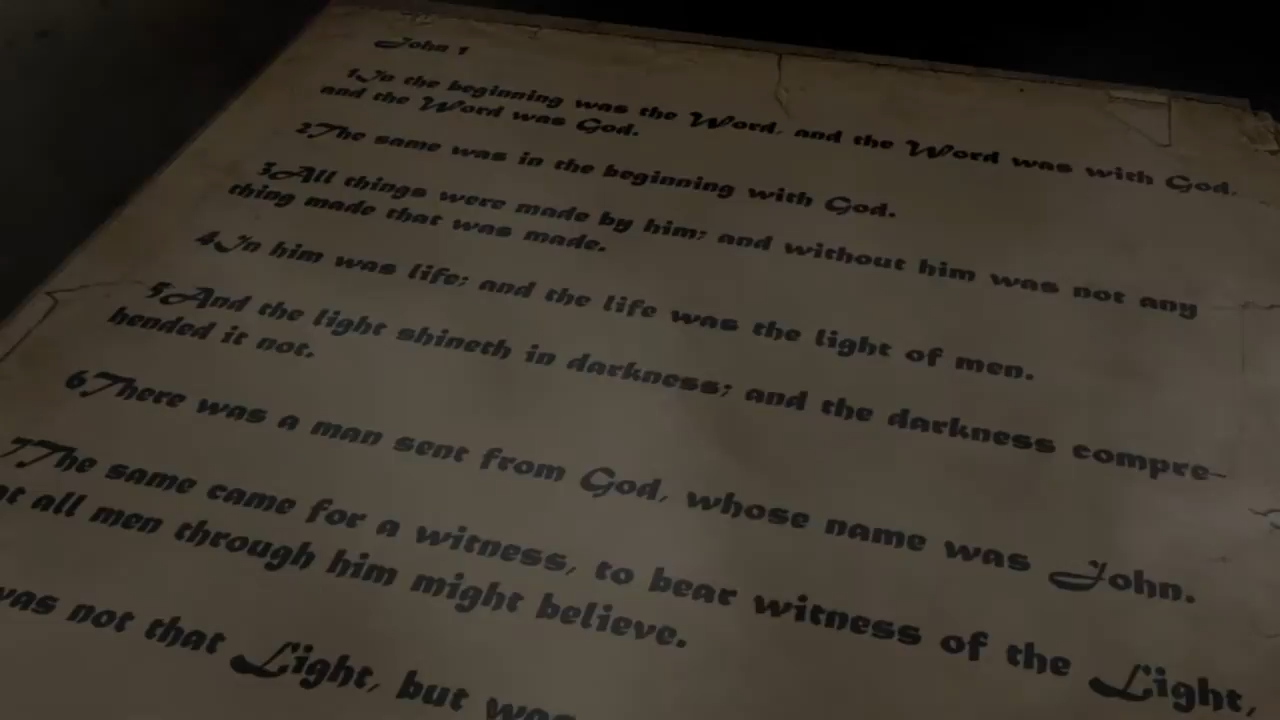 John 1
1In the beginning was the Word, and the Word was with God.
and the Word was God.
2The same was in the beginning with God.
3All things were made by him; and without him was not any
thing made that was made.
4In him was life; and the life was the light of men.
5And the light shineth in darkness; and the darkness compre-
hended it not.
6There was a man sent from God, whose name was John.
7The same came for a witness, to bear witness of the Light,
at all men through him might believe.
was not that Light, but was